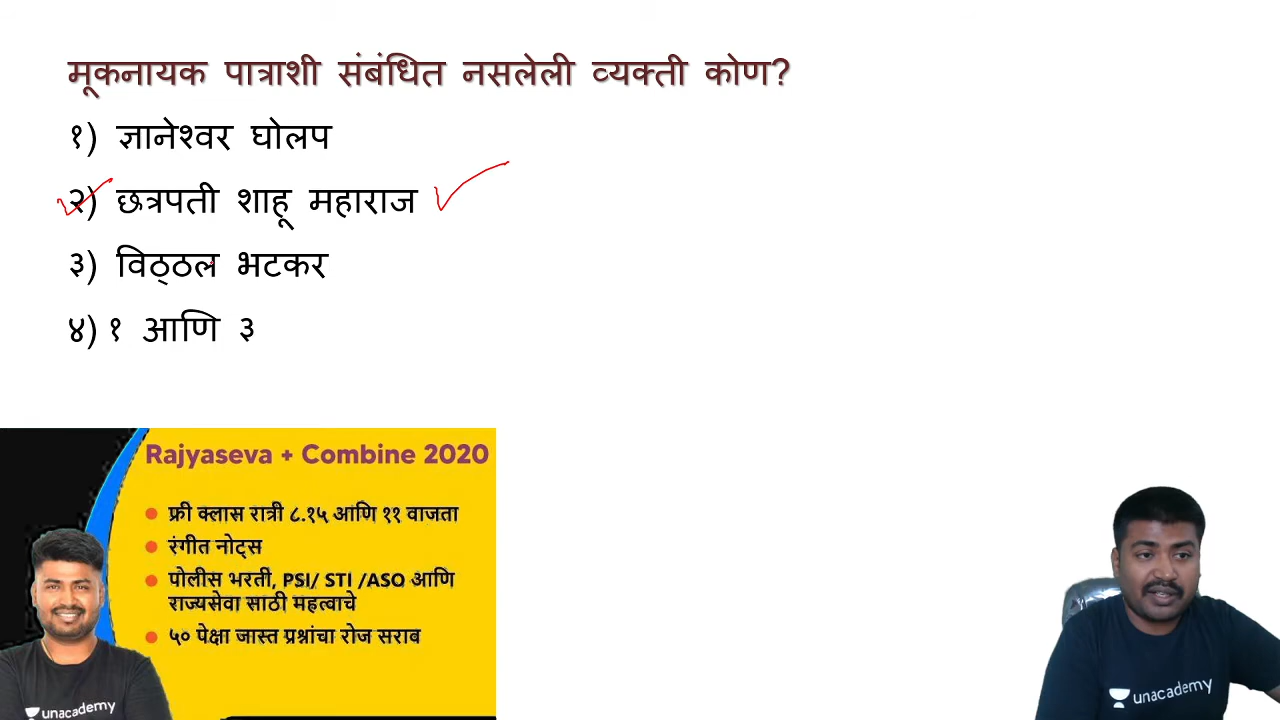 मूकनायक पात्राशी संबंधित नसलेली व्यक्ती कोण?
१) ज्ञानेश्वर घोलप
२) छत्रपती शाहू महाराज
३) विठ्ठल भटकर
४) १ आणि ३
Rajyaseva + Combine 2020
फ्री क्लास रात्री ८.१५ आणि ११ वाजता
रंगीत नोट्स
पोलीस भरती, PSI/ STI /ASO आणि
राज्यसेवा साठी महत्वाचे
५० पेक्षा जास्त प्रश्नांचा रोज सराब
unacademy
unacademy